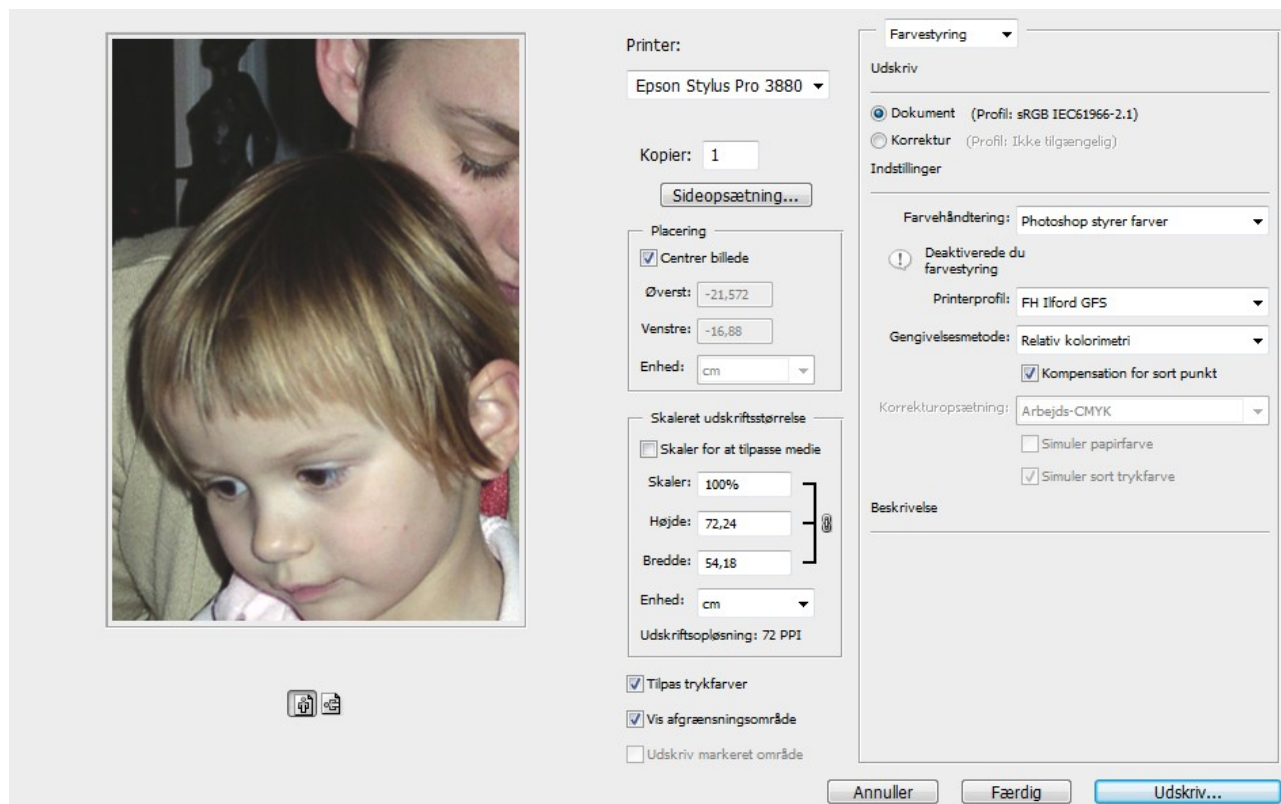 Printer:
Epson Stylus Pro 3880
Kopier: 1
Sideopsætning...
Placering
Centrer billede
Øverst: -21,572
Venstre: -16,88
Enhed: cm
Skaleret udskriftsstørrelse
Skaler for at tilpasse medie
Skaler: 100%
Højde: 72,24
Bredde: 54,18
Enhed: cm
Udskriftsopløsning: 72 PPI
Tilpas trykfarver
Vis afgrænsningsområde
Udskriv markeret område
Farvestyring
Udskriv
Dokument (Profil: sRGB IEC61966-2.1)
Korrektur (Profil: Ikke tilgængelig)
Indstillinger
Farvehåndtering: Photoshop styrer farver
Deaktiverede du
farvestyring
Printerprofil: FH Ilford GFS
Gengivelsesmetode: Relativ kolorimetri
Kompensation for sort punkt
Korrekturopsætning: Arbejds-CMYK
Simuler papirfarve
Simuler sort trykfarve
Beskrivelse
Annuller Færdig Udskriv...